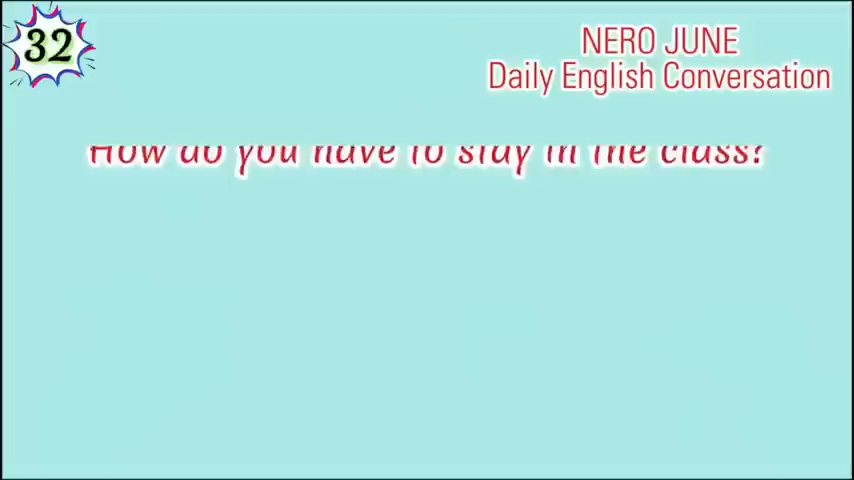 32
NERO JUNE
Daily English Conversation
How do you have to stay in the class?